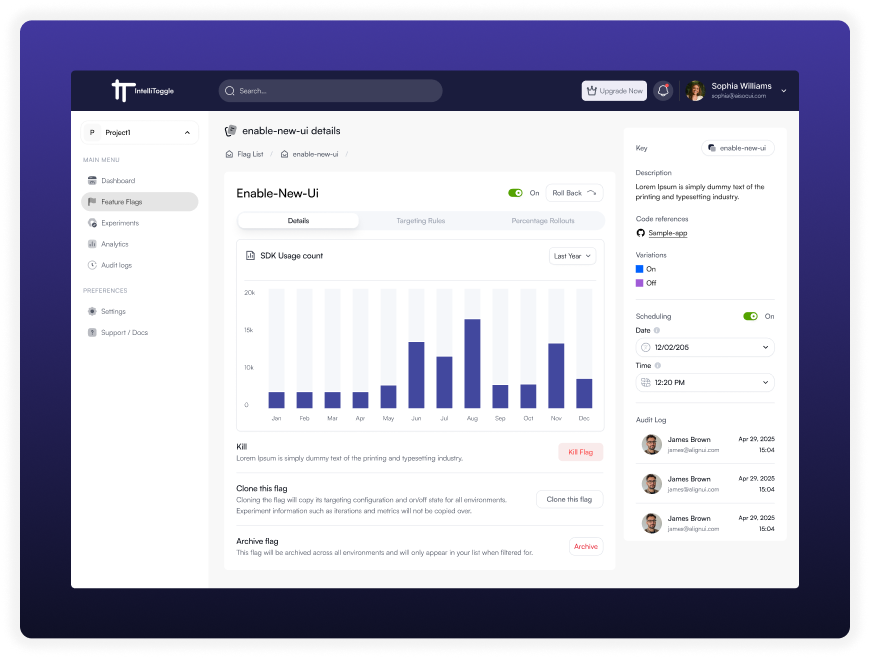 IntelliToggle
Search...
Upgrade Now
Sophia Williams
sophia@aisocui.com
P Project1
MAIN MENU
Dashboard
Feature Flags
Experiments
Analytics
Audit logs
PREFERENCES
Settings
Support / Docs
enable-new-ui details
Flag List / enable-new-ui /
Enable-New-Ui
On
Roll Back
Details
Targeting Rules
Percentage Rollouts
SDK Usage count
Last Year
20k
15k
10k
0
Jan Feb Mar Apr May Jun Jul Aug Sep Oct Nov Dec
Kill
Lorem Ipsum is simply dummy text of the printing and typesetting industry.
Kill Flag
Clone this flag
Cloning the flag will copy its targeting configuration and on/off state for all environments.
Experiment information such as iterations and metrics will not be copied over.
Clone this flag
Archive flag
This flag will be archived across all environments and will only appear in your list when filtered for.
Archive
Key
enable-new-ui
Description
Lorem Ipsum is simply dummy text of the
printing and typesetting industry.
Code references
Sample-app
Variations
On
Off
Scheduling
On
Date
12/02/205
Time
12:20 PM
Audit Log
James Brown
james@alignui.com
Apr 29, 2025
15:04
James Brown
james@alignui.com
Apr 29, 2025
15:04
James Brown
james@alignui.com
Apr 29, 2025
15:04